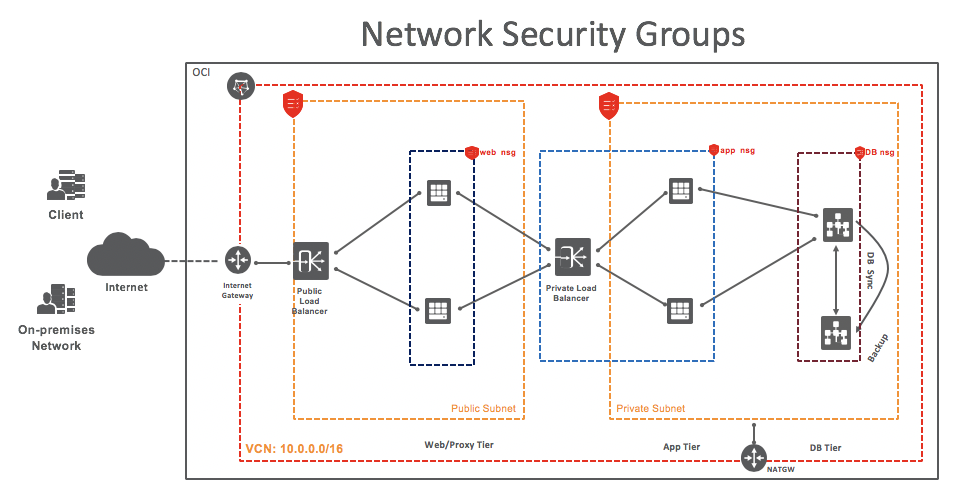 Network Security Groups
OCI
web nsg
app nsg
DB nsg
Client
Internet
On-premises
Network
Internet
Gateway
Public
Load
Balancer
Private Load
Balancer
DB Sync
Backup
Public Subnet
Private Subnet
VCN: 10.0.0.0/16
Web/Proxy Tier
App Tier
DB Tier
NATGW